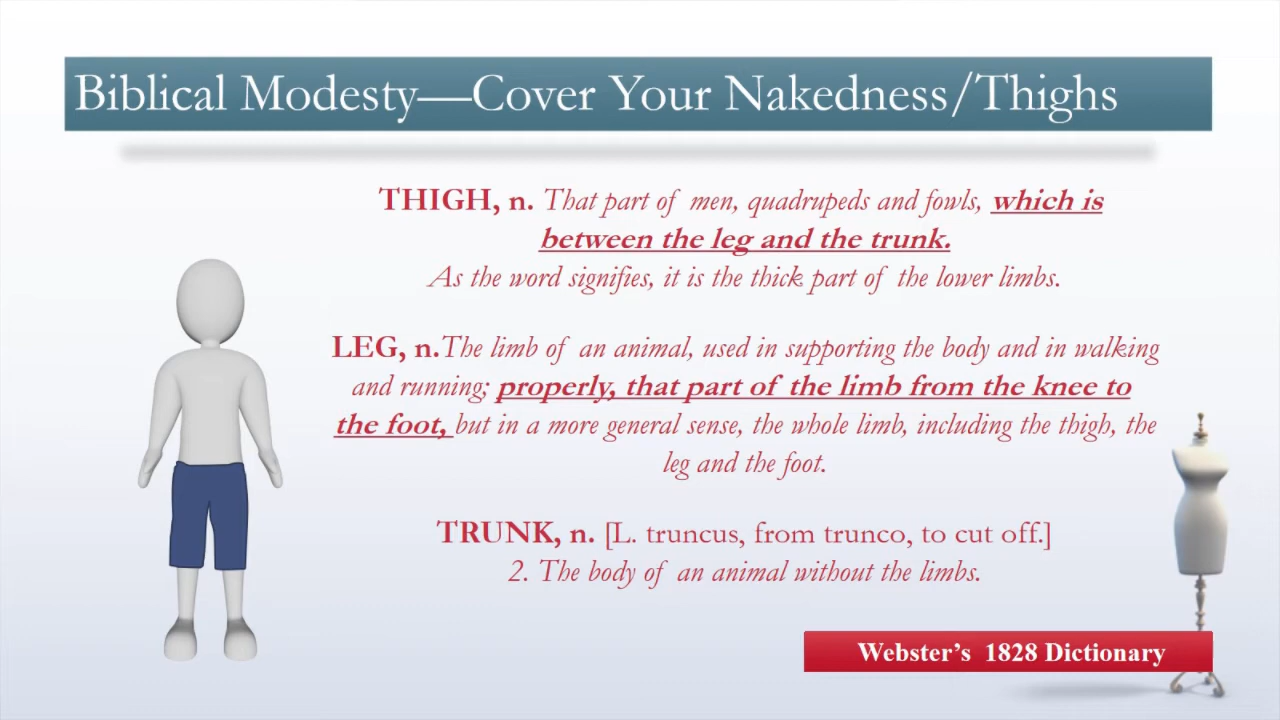 Biblical Modesty—Cover Your Nakedness/Thighs
THIGH, n. That part of men, quadrupeds and fowls, which is
between the leg and the trunk.
As the word signifies, it is the thick part of the lower limbs.
LEG, n.The limb of an animal, used in supporting the body and in walking
and running; properly, that part of the limb from the knee to
the foot, but in a more general sense, the whole limb, including the thigh, the
leg and the foot.
TRUNK, n. [L. truncus, from trunco, to cut off.]
2. The body of an animal without the limbs.
Webster's 1828 Dictionary